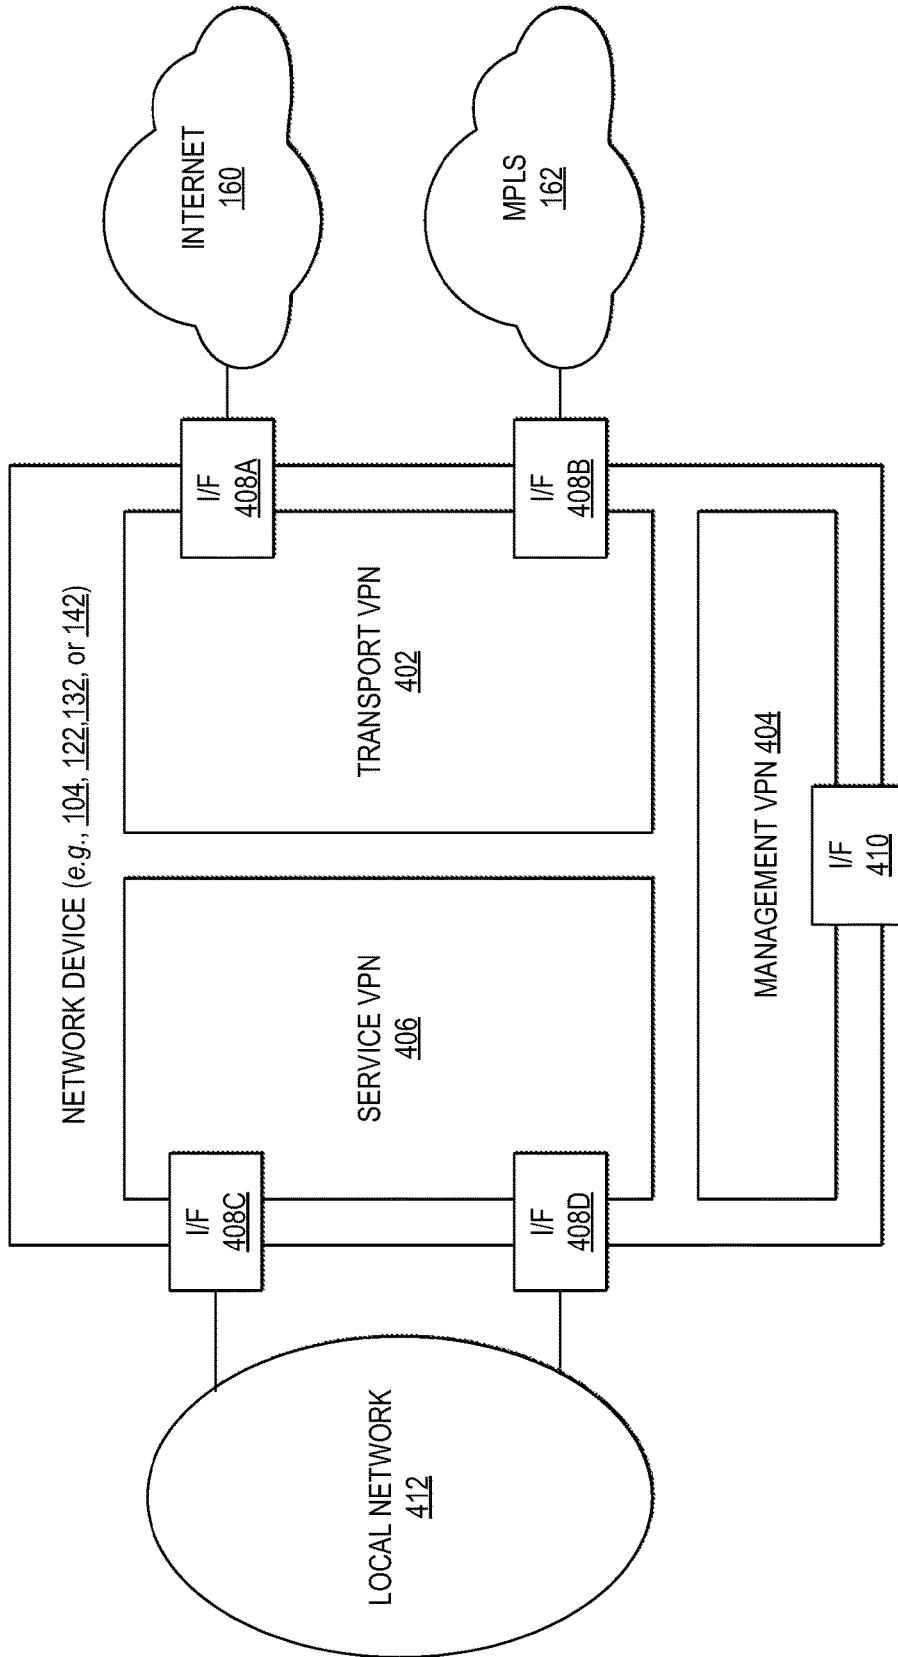 NETWORK DEVICE (e.g., 104, 122,132, or 142)
LOCAL NETWORK
412
I/F
408C
I/F
408D
SERVICE VPN
406
TRANSPORT VPN
402
I/F
408A
I/F
408B
INTERNET
160
MPLS
162
MANAGEMENT VPN 404
I/F
410